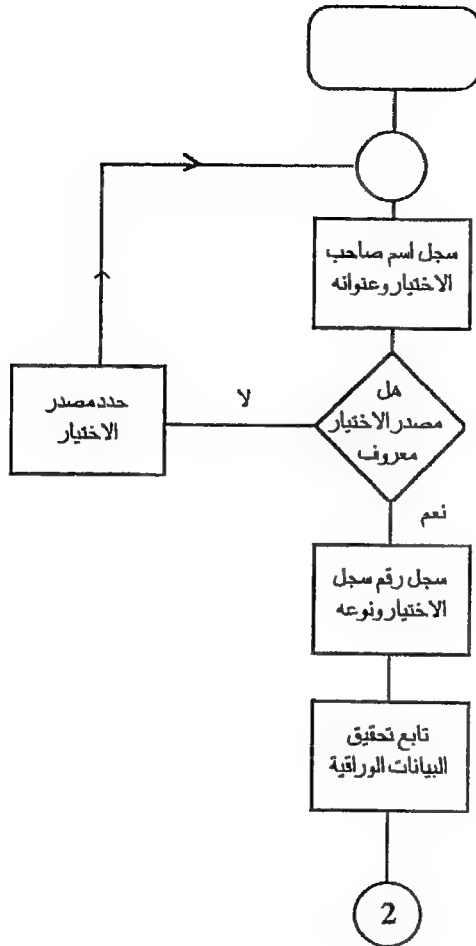 سجل اسم صاحب
الاختيار وعنوانه
هل
مصدر الاختيار
معروف
لا
حدد مصدر
الاختيار
نعم
سجل رقم سجل
الاختيار ونوعه
تابع تحقيق
البيانات الوراقية
2